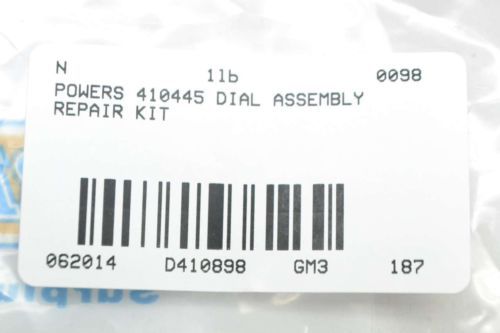 N 1lb 0098
POWERS 410445 DIAL ASSEMBLY
REPAIR KIT
062014 D410898 GM3 187